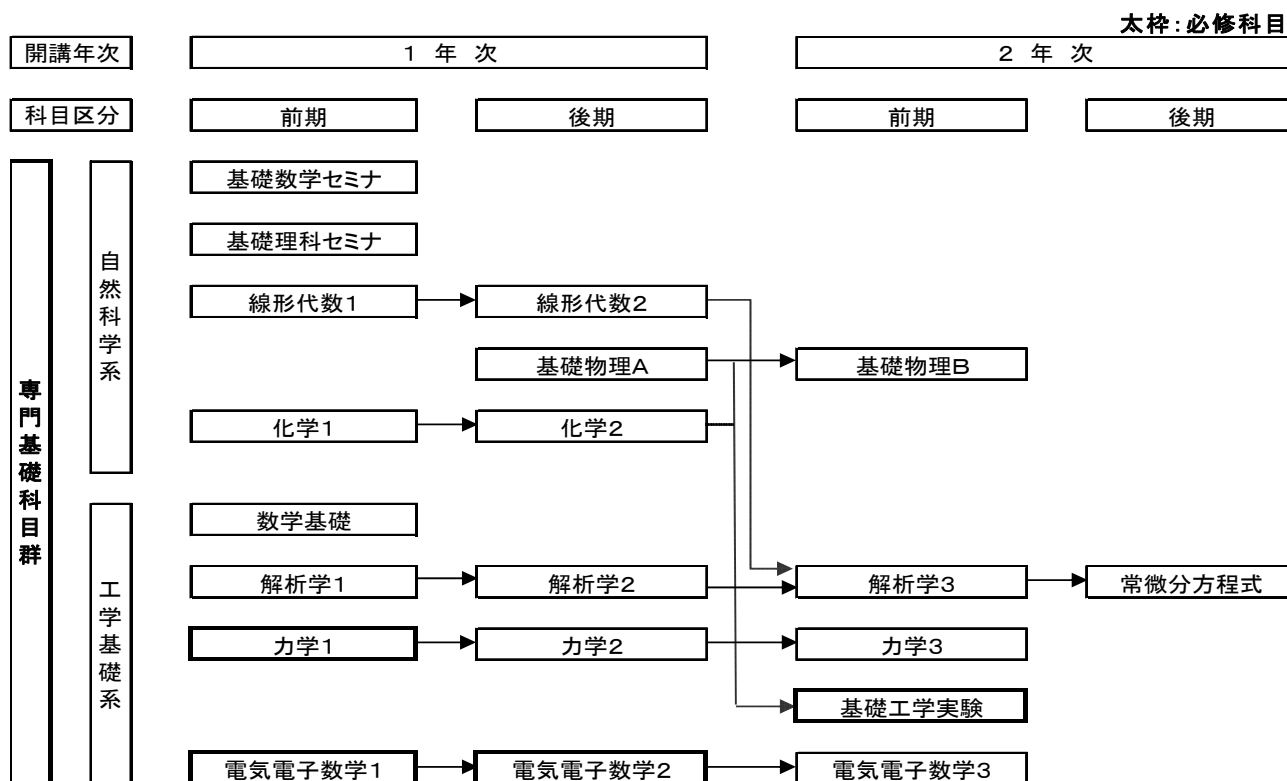 太枠:必修科目
開講年次
1 年 次
2 年 次
科目区分
前期
後期
前期
後期
専門基礎科目群
自然科学系
基礎数学セミナ
基礎理科セミナ
線形代数1
線形代数2
基礎物理A
基礎物理B
化学1
化学2
工学基礎系
数学基礎
解析学1
解析学2
解析学3
常微分方程式
力学1
力学2
力学3
基礎工学実験
電気電子数学1
電気電子数学2
電気電子数学3